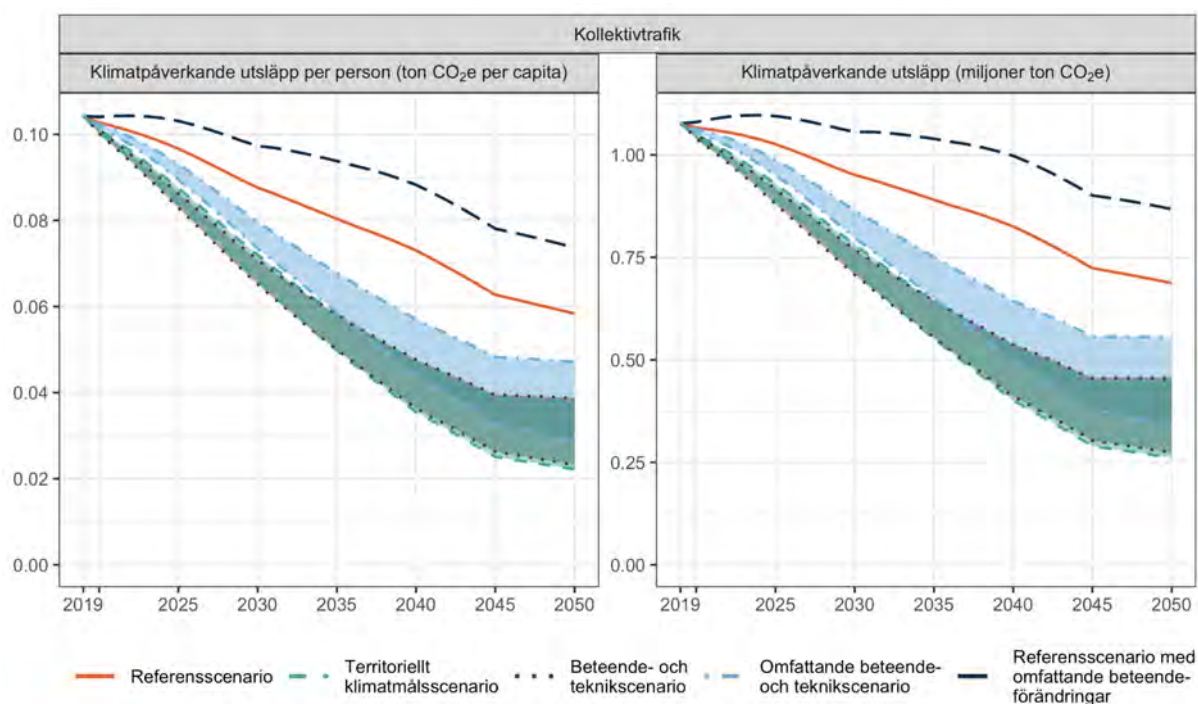 Kollektivtrafik
Klimatpåverkande utsläpp per person (ton CO₂e per capita)
Klimatpåverkande utsläpp (miljoner ton CO₂e)
0.10
0.08
0.06
0.04
0.02
0.00
1.00
0.75
0.50
0.25
0.00
2019 2025 2030 2035 2040 2045 2050
2019 2025 2030 2035 2040 2045 2050
Referensscenario
Territoriellt
klimatmålsscenario
Beteende- och
teknikscenario
Omfattande beteende-
och teknikscenario
Referensscenario med
omfattande beteende-
förändringar